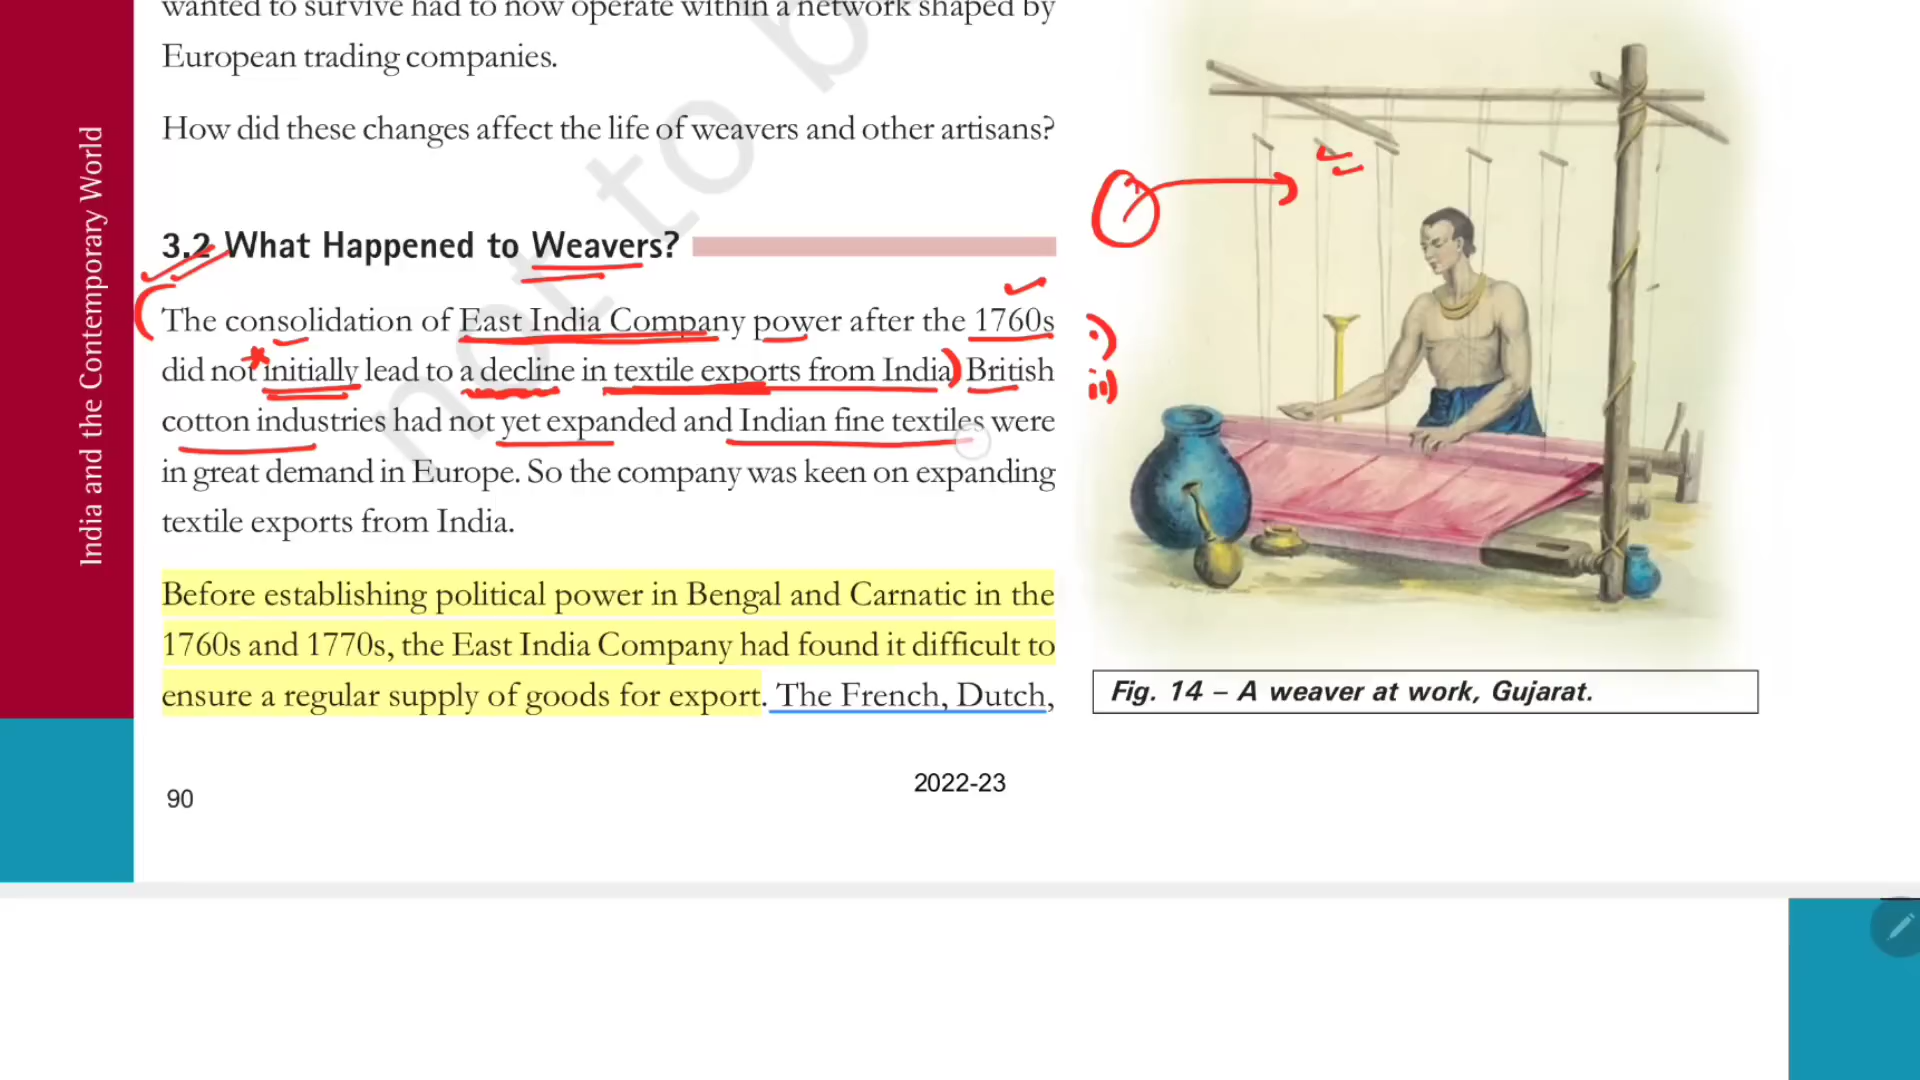 wanted to survive had to now operate within a network shaped by
European trading companies.
How did these changes affect the life of weavers and other artisans?
3.2 What Happened to Weavers?
The consolidation of East India Company power after the 1760s
did not initially lead to a decline in textile exports from India. British
cotton industries had not yet expanded and Indian fine textiles were
in great demand in Europe. So the company was keen on expanding
textile exports from India.
Before establishing political power in Bengal and Carnatic in the
1760s and 1770s, the East India Company had found it difficult to
ensure a regular supply of goods for export. The French, Dutch,
India and the Contemporary World
not to b
i)
ii)
Fig. 14 – A weaver at work, Gujarat.
90
2022-23